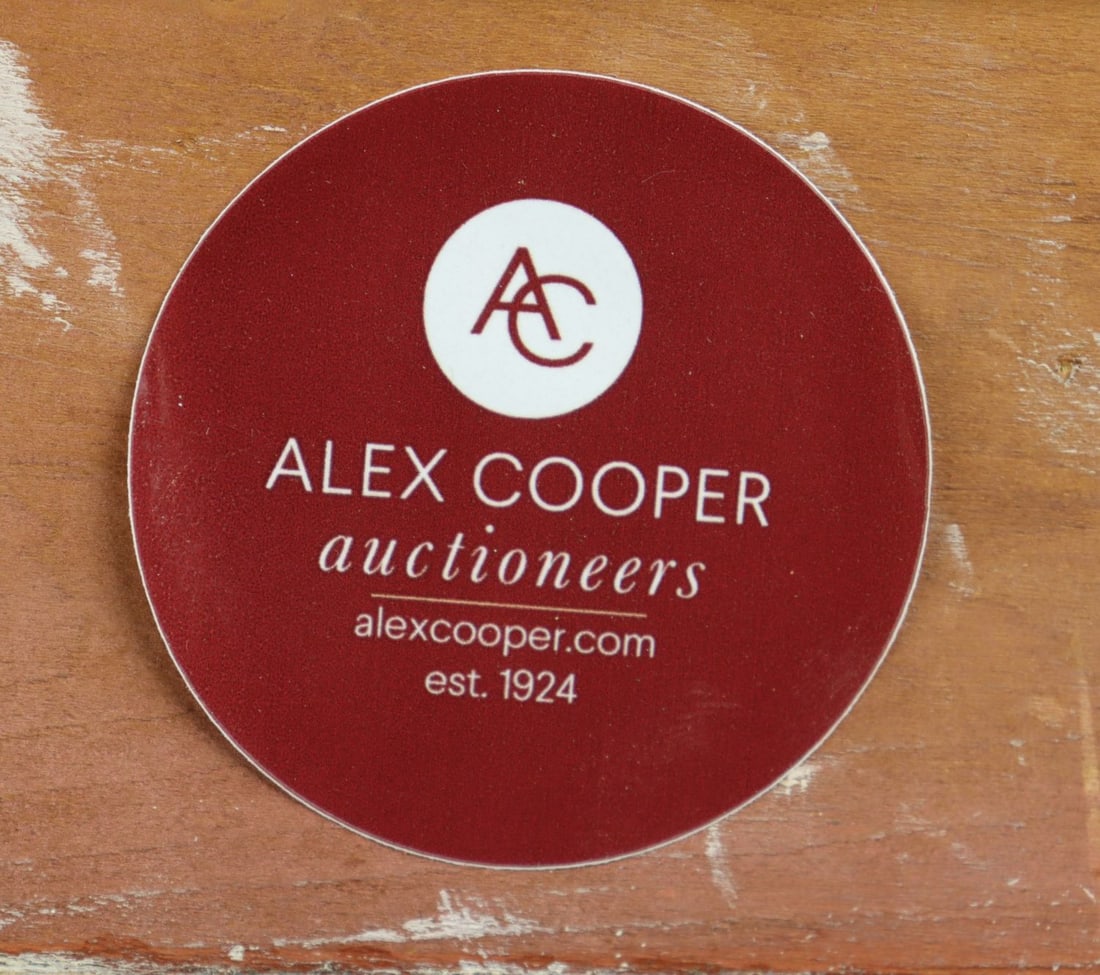 AC
ALEX COOPER
auctioneers
alexcooper.com
est. 1924